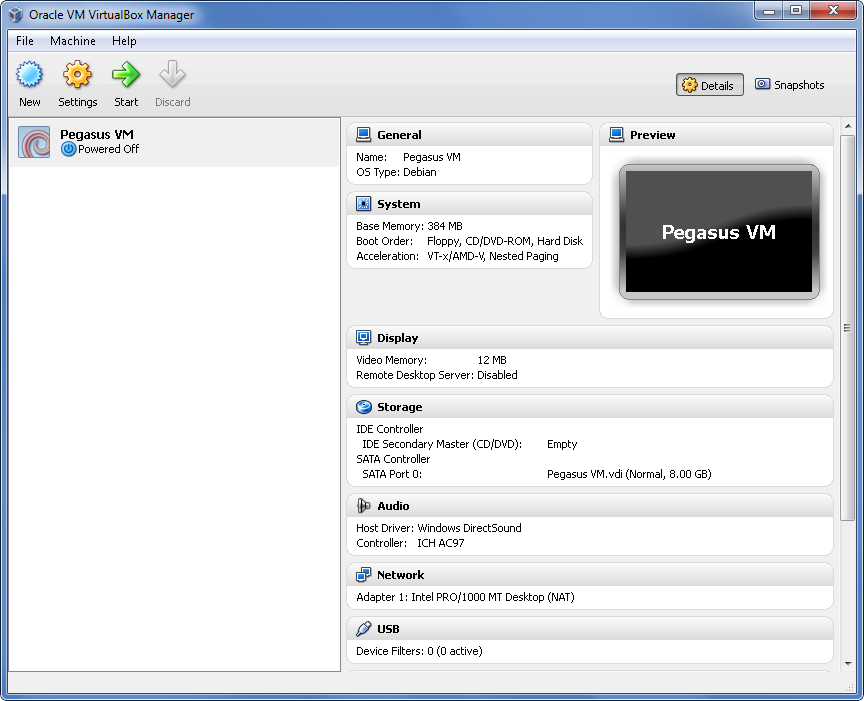 Oracle VM VirtualBox Manager
File Machine Help
New Settings Start Discard
Details Snapshots
Pegasus VM
Powered Off
General
Name: Pegasus VM
OS Type: Debian
System
Base Memory: 384 MB
Boot Order: Floppy, CD/DVD-ROM, Hard Disk
Acceleration: VT-x/AMD-V, Nested Paging
Preview
Pegasus VM
Display
Video Memory: 12 MB
Remote Desktop Server: Disabled
Storage
IDE Controller
IDE Secondary Master (CD/DVD): Empty
SATA Controller
SATA Port 0: Pegasus VM.vdi (Normal, 8.00 GB)
Audio
Host Driver: Windows DirectSound
Controller: ICH AC97
Network
Adapter 1: Intel PRO/1000 MT Desktop (NAT)
USB
Device Filters: 0 (0 active)